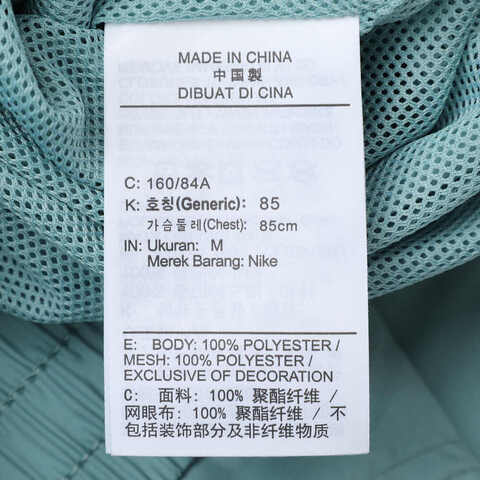 MADE IN CHINA
中国製
DIBUAT DI CINA
C: 160/84A
K: 호칭(Generic): 85
가슴둘레(Chest): 85cm
IN: Ukuran: M
Merek Barang: Nike
E: BODY: 100% POLYESTER/
MESH: 100% POLYESTER/
EXCLUSIVE OF DECORATION
C: 面料: 100% 聚酯纤维/
网眼布: 100% 聚酯纤维 / 不
包括装饰部分及非纤维物质